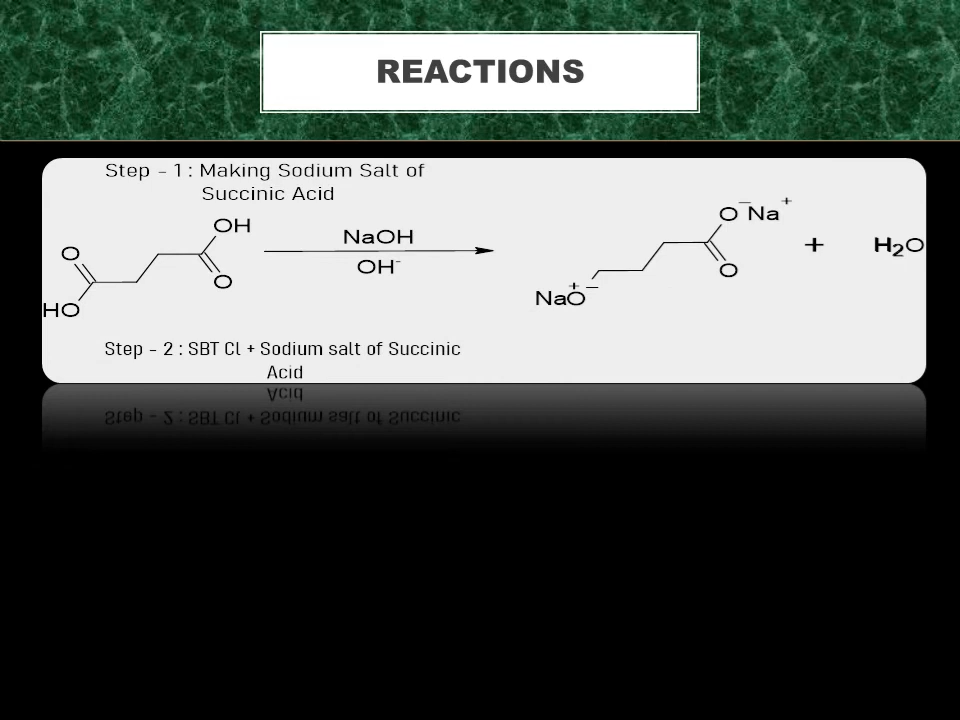 REACTIONS
Step - 1 : Making Sodium Salt of
Succinic Acid
OH
O
O
HO
NaOH
OH⁻
O⁻Na⁺
O
NaO
+ −
+ H₂O
Step - 2 : SBT Cl + Sodium salt of Succinic
Acid